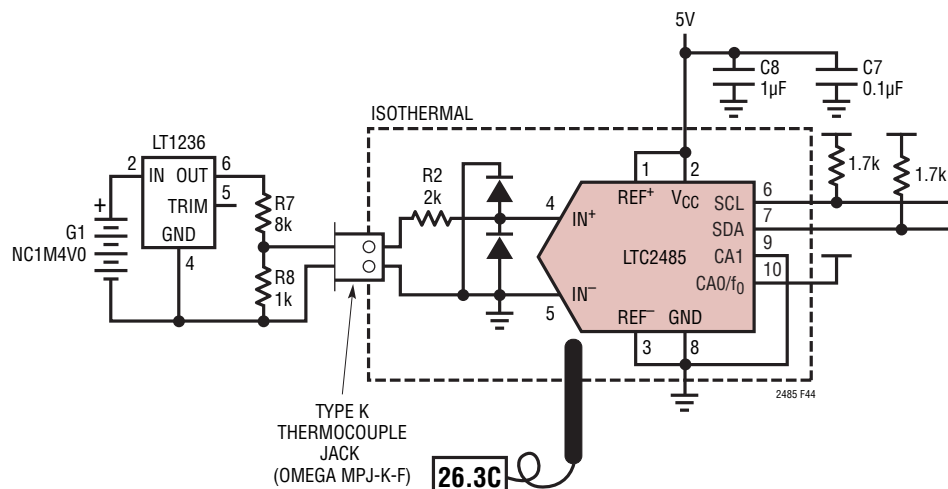 5V
C8
1µF
C7
0.1µF
ISOTHERMAL
LT1236
2
IN OUT
6
5
TRIM
GND
4
+
G1
NC1M4V0
R7
8k
R8
1k
R2
2k
4
IN+
IN–
5
1
2
REF+
VCC
SCL
6
SDA
7
CA1
9
CA0/f0
10
LTC2485
REF–
GND
3
8
1.7k
1.7k
2485 F44
TYPE K
THERMOCOUPLE
JACK
(OMEGA MPJ-K-F)
26.3C